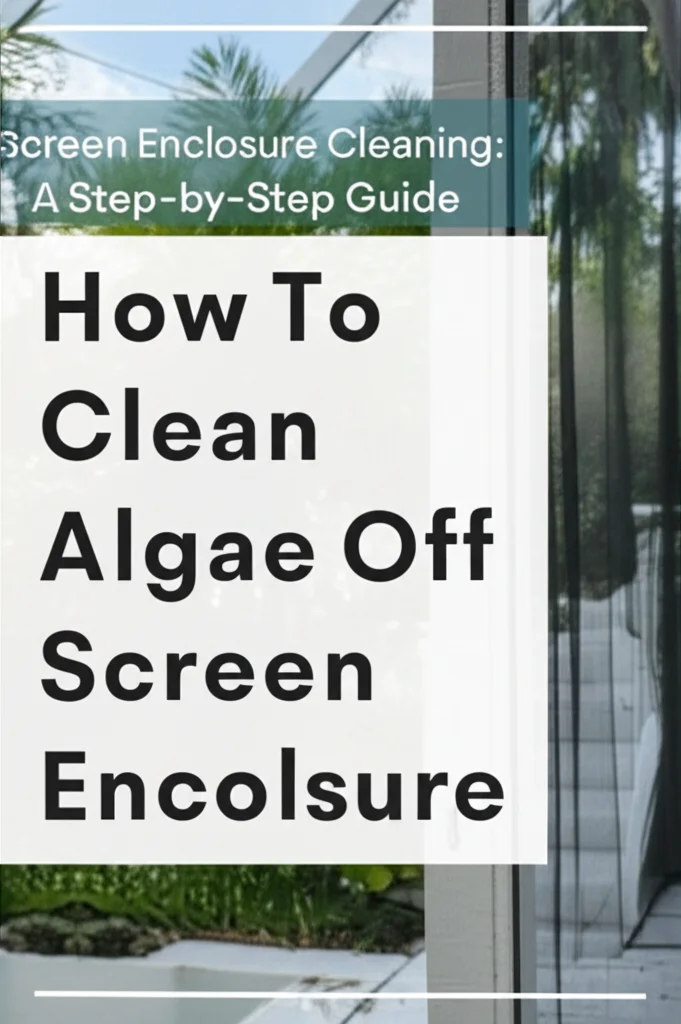 Screen Enclosure Cleaning:
A Step-by-Step Guide
How To
Clean
Algae Off
Screen
Encolsure